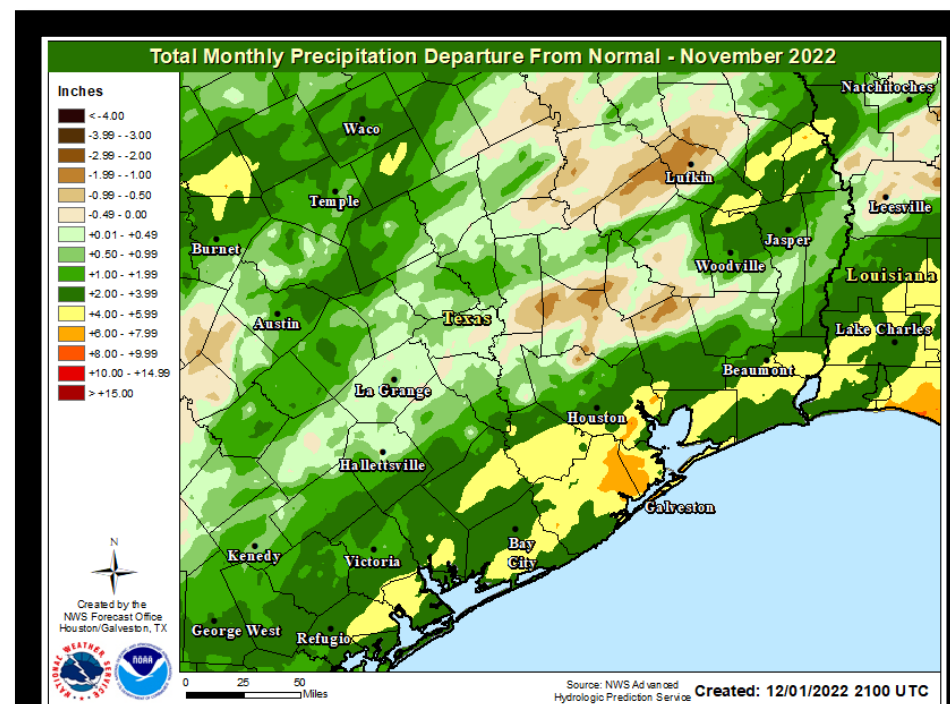 Total Monthly Precipitation Departure From Normal - November 2022
Inches
< -4.00
-3.99 - -3.00
-2.99 - -2.00
-1.99 - -1.00
-0.99 - -0.50
-0.49 - 0.00
+0.01 - +0.49
+0.50 - +0.99
+1.00 - +1.99
+2.00 - +3.99
+4.00 - +5.99
+6.00 - +7.99
+8.00 - +9.99
+10.00 - +14.99
> +15.00
Natchitoches
Waco
Lufkin
Temple
Leesville
Burnet
Jasper
Woodville
Louisiana
Austin
Texas
Lake Charles
Beaumont
La Grange
Houston
Hallettsville
Galveston
Bay
City
Kenedy
Victoria
George West
Refugio
N
Created by the
NWS Forecast Office
Houston/Galveston, TX
NATIONAL WEATHER SERVICE
NOAA
0 25 50
Miles
Source: NWS Advanced
Hydrologic Prediction Service
Created: 12/01/2022 2100 UTC